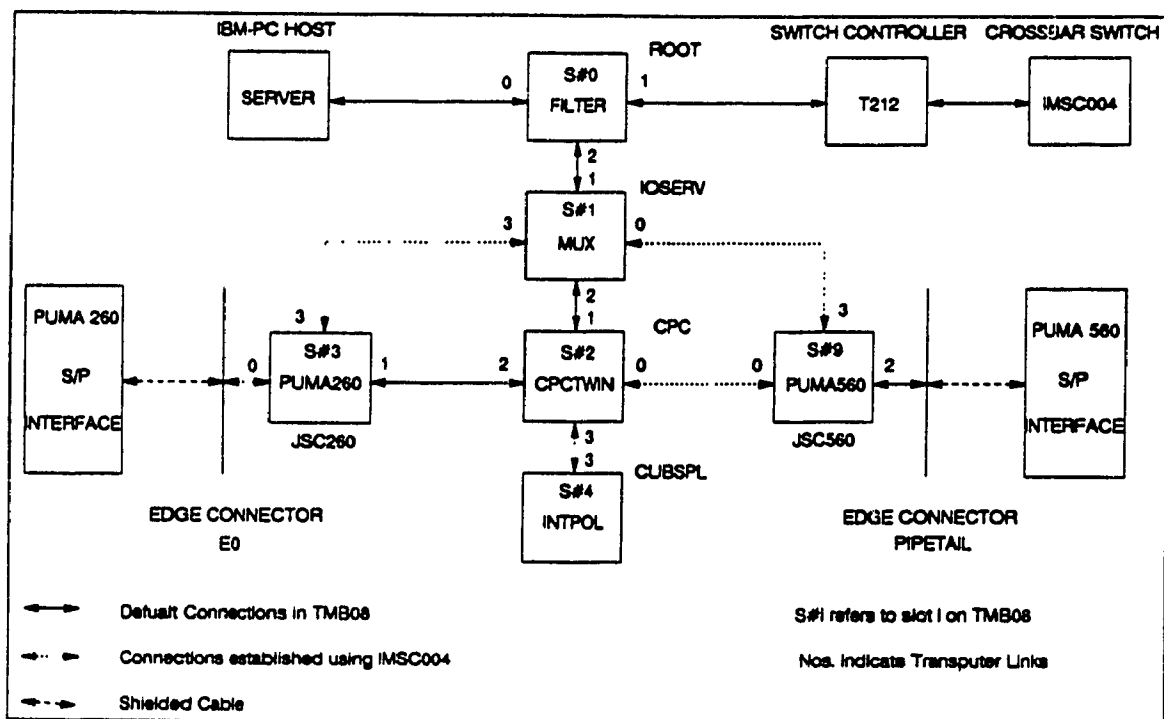 IBM-PC HOST
ROOT
SWITCH CONTROLLER
CROSSBAR SWITCH
SERVER
0
S#0
FILTER
1
T212
IMSC004
2
1
IOSERV
3
S#1
MUX
0
2
1
CPC
PUMA 260
S/P
INTERFACE
0
3
S#3
PUMA260
1
JSC260
2
S#2
CPCTWIN
0
0
3
S#9
PUMA560
2
JSC560
PUMA 560
S/P
INTERFACE
3
3
CUBSPL
S#4
INTPOL
EDGE CONNECTOR
E0
EDGE CONNECTOR
PIPETAIL
Defualt Connections in TMB08
S#I refers to slot I on TMB08
Connections established using IMSC004
Nos. Indicate Transputer Links
Shielded Cable